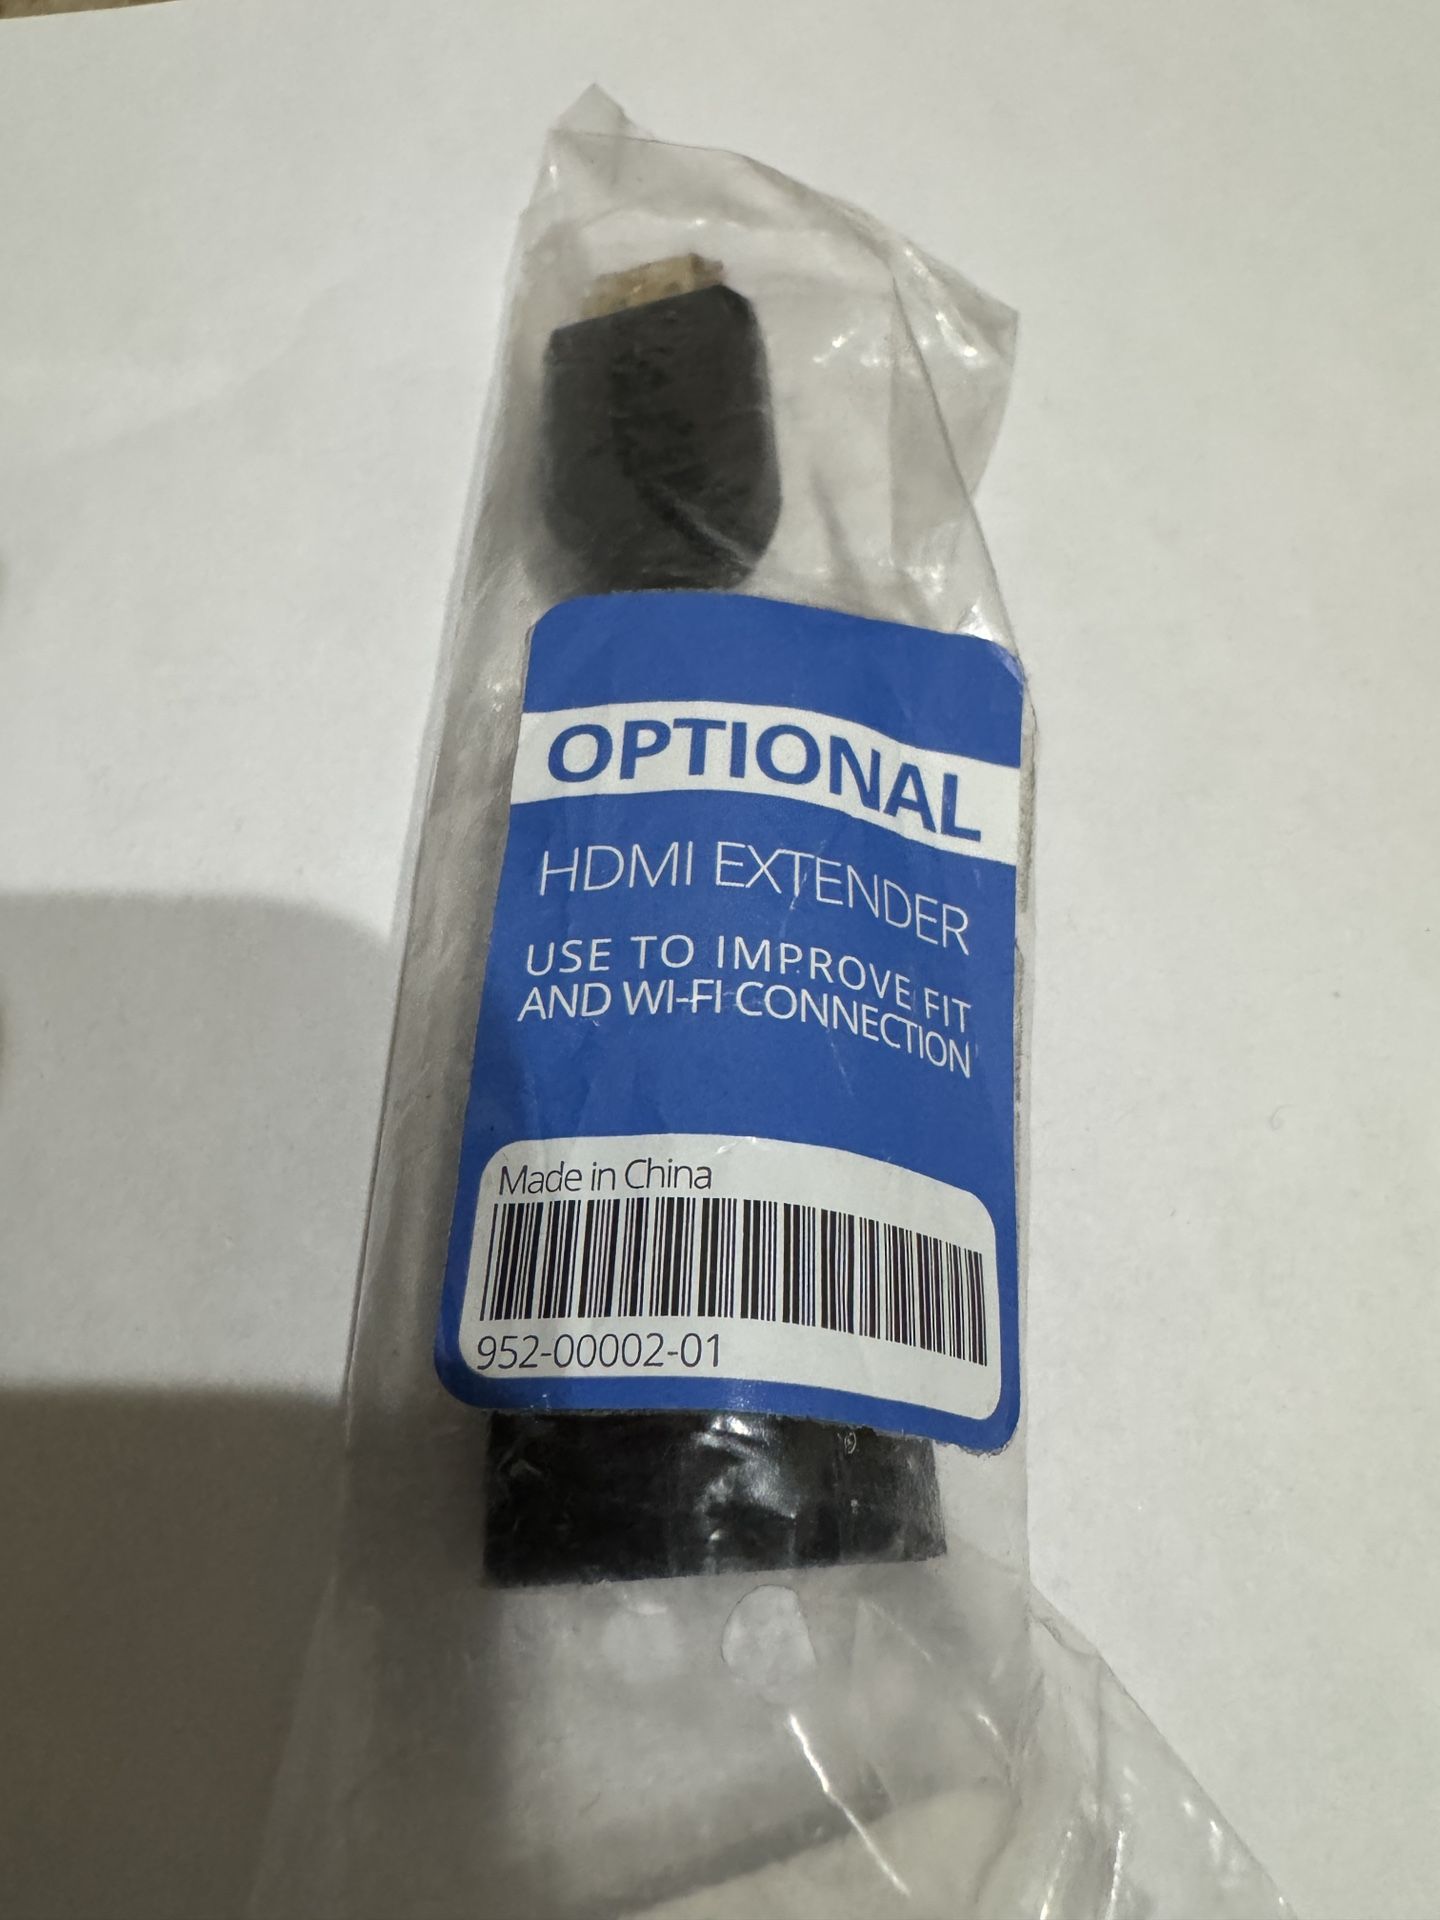 OPTIONAL
HDMI EXTENDER
USE TO IMPROVE FIT
AND WI-FI CONNECTION
Made in China
952-00002-01